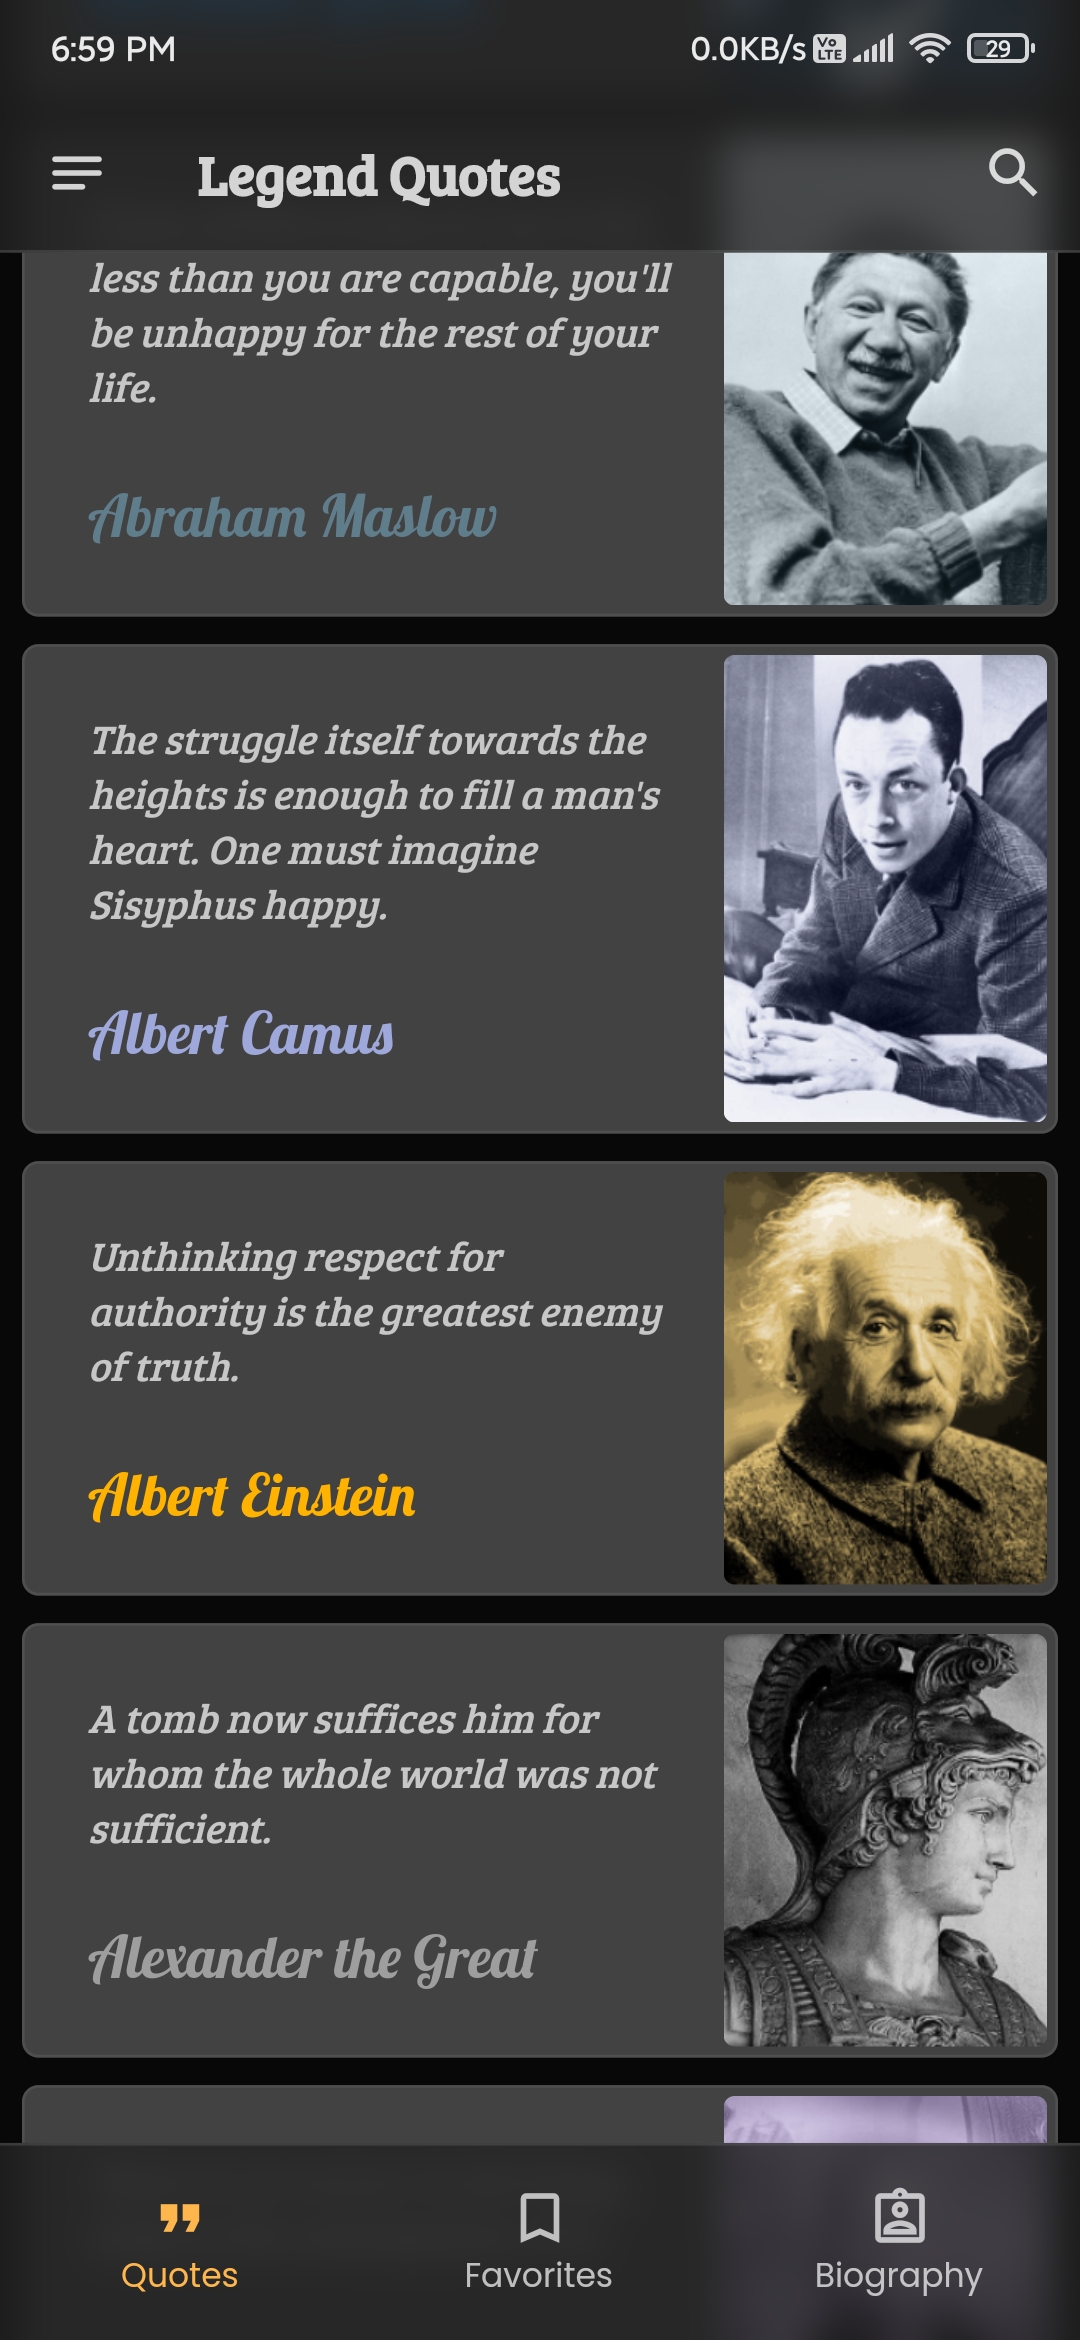 6:59 PM
0.0KB/s
Vo
LTE
29
Legend Quotes
less than you are capable, you'll
be unhappy for the rest of your
life.
Abraham Maslow
The struggle itself towards the
heights is enough to fill a man's
heart. One must imagine
Sisyphus happy.
Albert Camus
Unthinking respect for
authority is the greatest enemy
of truth.
Albert Einstein
A tomb now suffices him for
whom the whole world was not
sufficient.
Alexander the Great
Quotes
Favorites
Biography